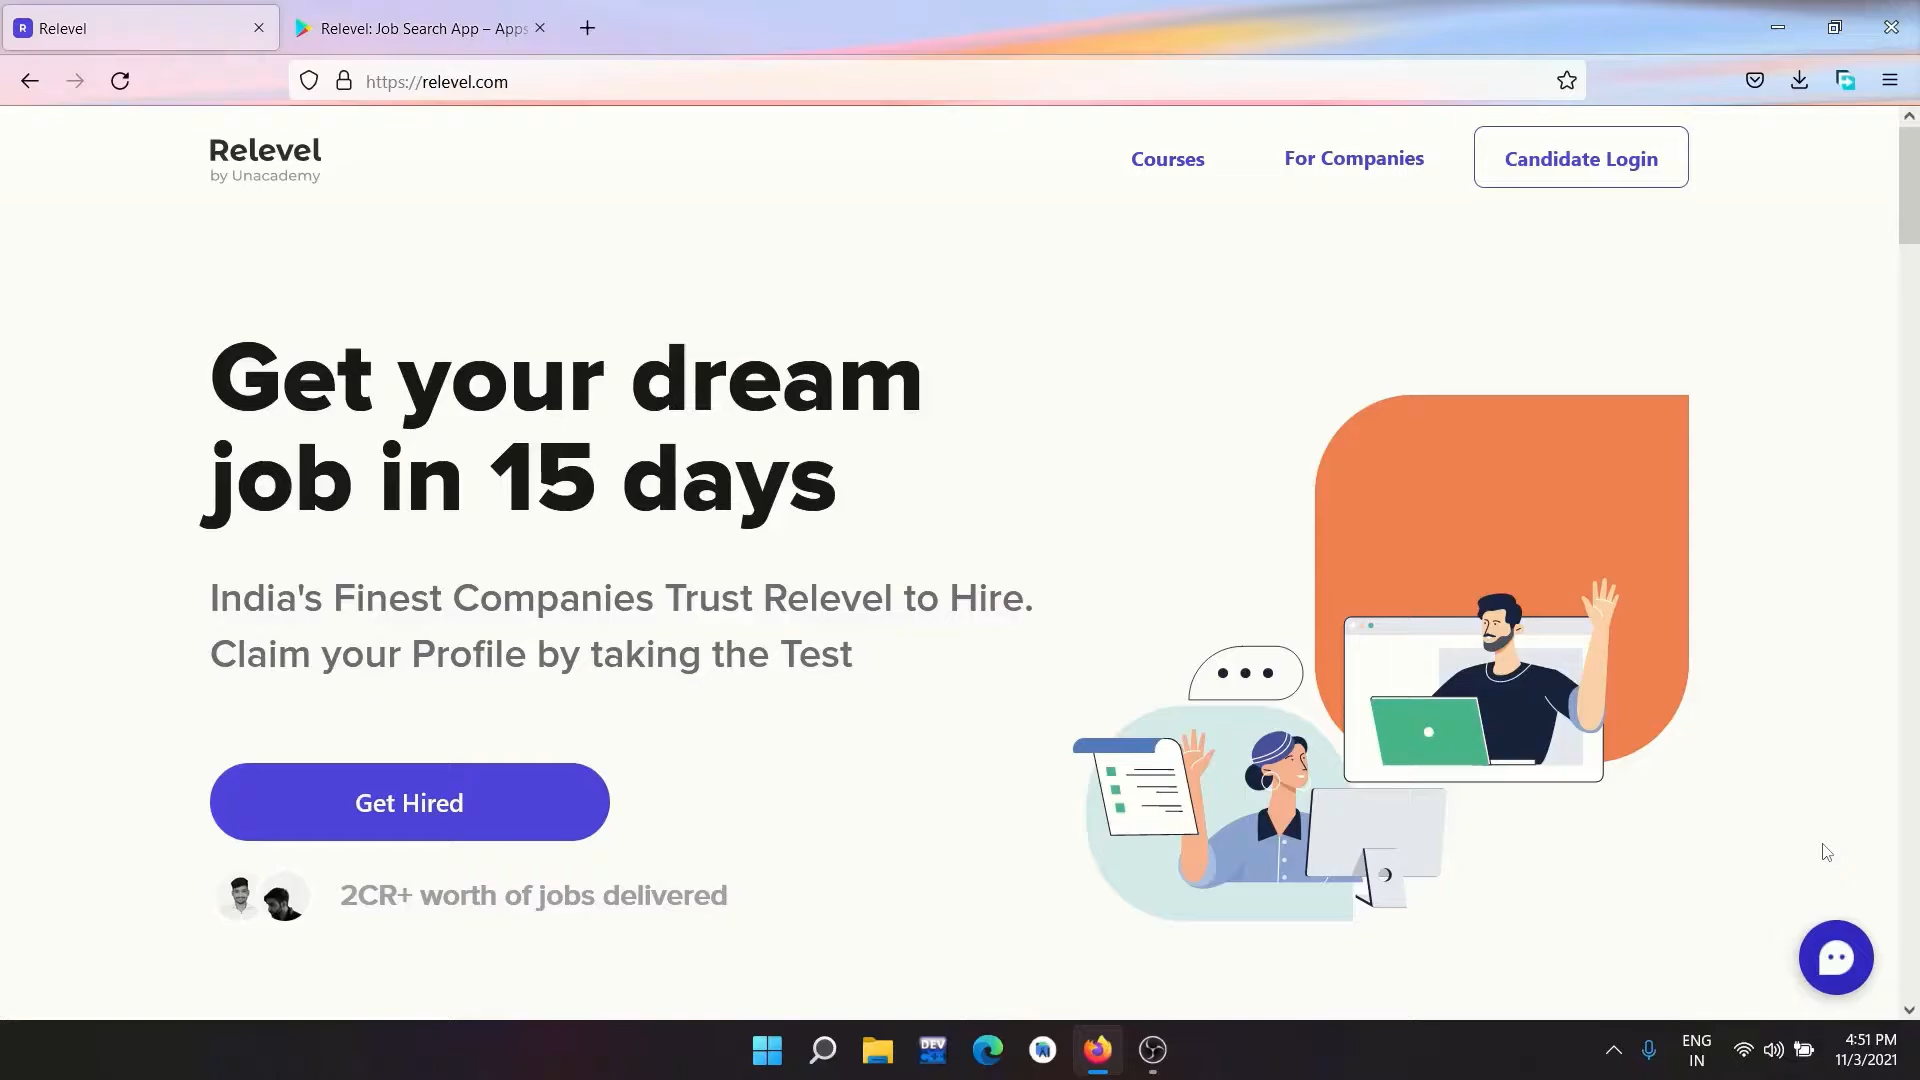 Relevel
Relevel: Job Search App – Apps
https://relevel.com
Relevel
by Unacademy
Courses
For Companies
Candidate Login
Get your dream
job in 15 days
India's Finest Companies Trust Relevel to Hire.
Claim your Profile by taking the Test
Get Hired
2CR+ worth of jobs delivered
DEV
ENG
IN
4:51 PM
11/3/2021